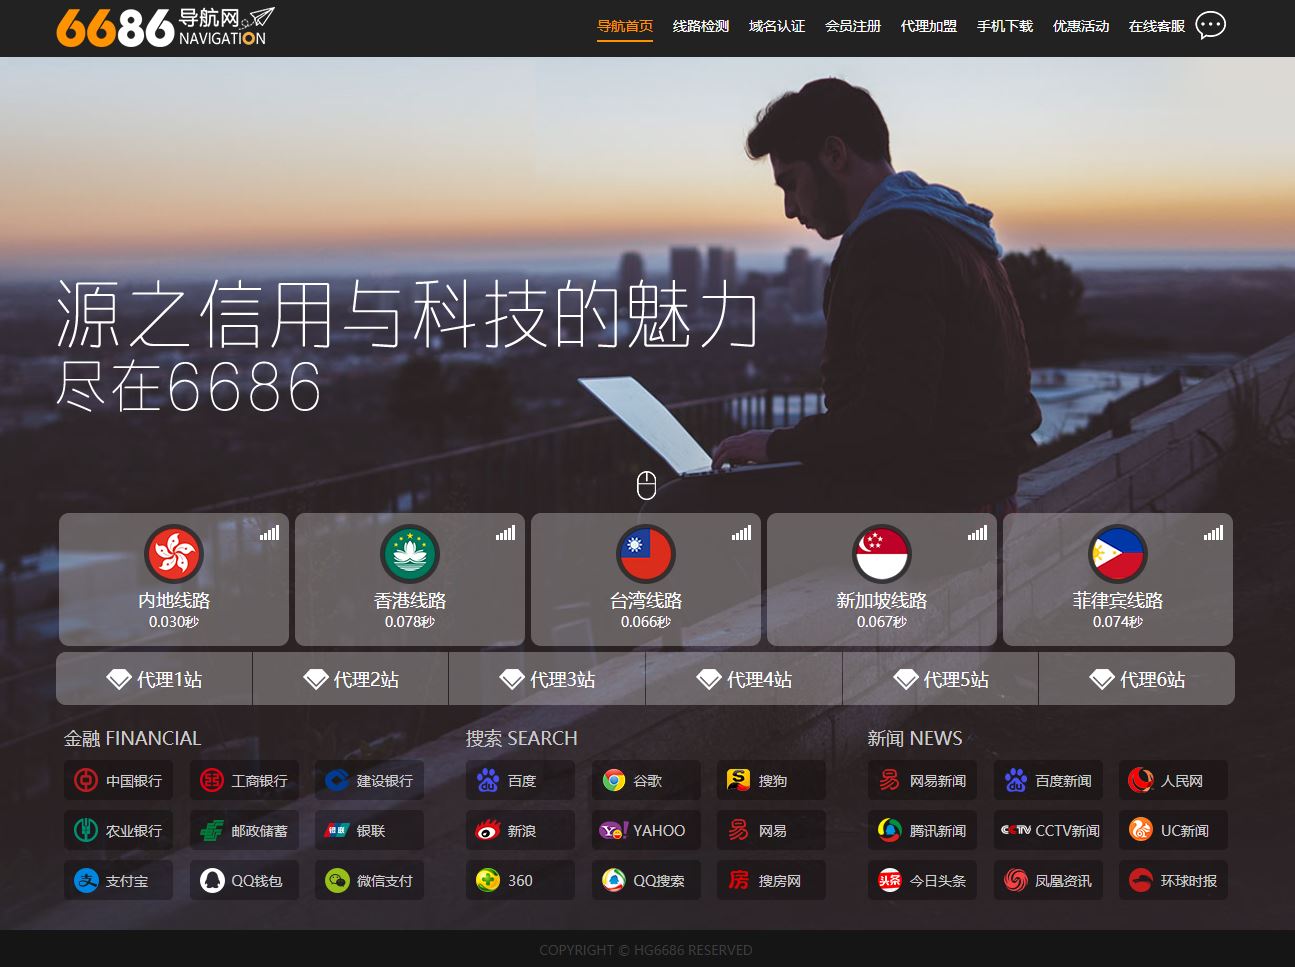 6686 导航网
NAVIGATION
导航首页 线路检测 域名认证 会员注册 代理加盟 手机下载 优惠活动 在线客服
源之信用与科技的魅力
尽在6686
内地线路 香港线路 台湾线路 新加坡线路 菲律宾线路
0.030秒 0.078秒 0.066秒 0.067秒 0.074秒
代理1站 代理2站 代理3站 代理4站 代理5站 代理6站
金融 FINANCIAL 搜索 SEARCH 新闻 NEWS
中国银行 工商银行 建设银行 百度 谷歌 搜狗 网易新闻 百度新闻 人民网
农业银行 邮政储蓄 银联 新浪 YAHOO 网易 腾讯新闻 CCTV新闻 UC新闻
支付宝 QQ钱包 微信支付 360 QQ搜索 搜房网 今日头条 凤凰资讯 环球时报
COPYRIGHT © HG6686 RESERVED